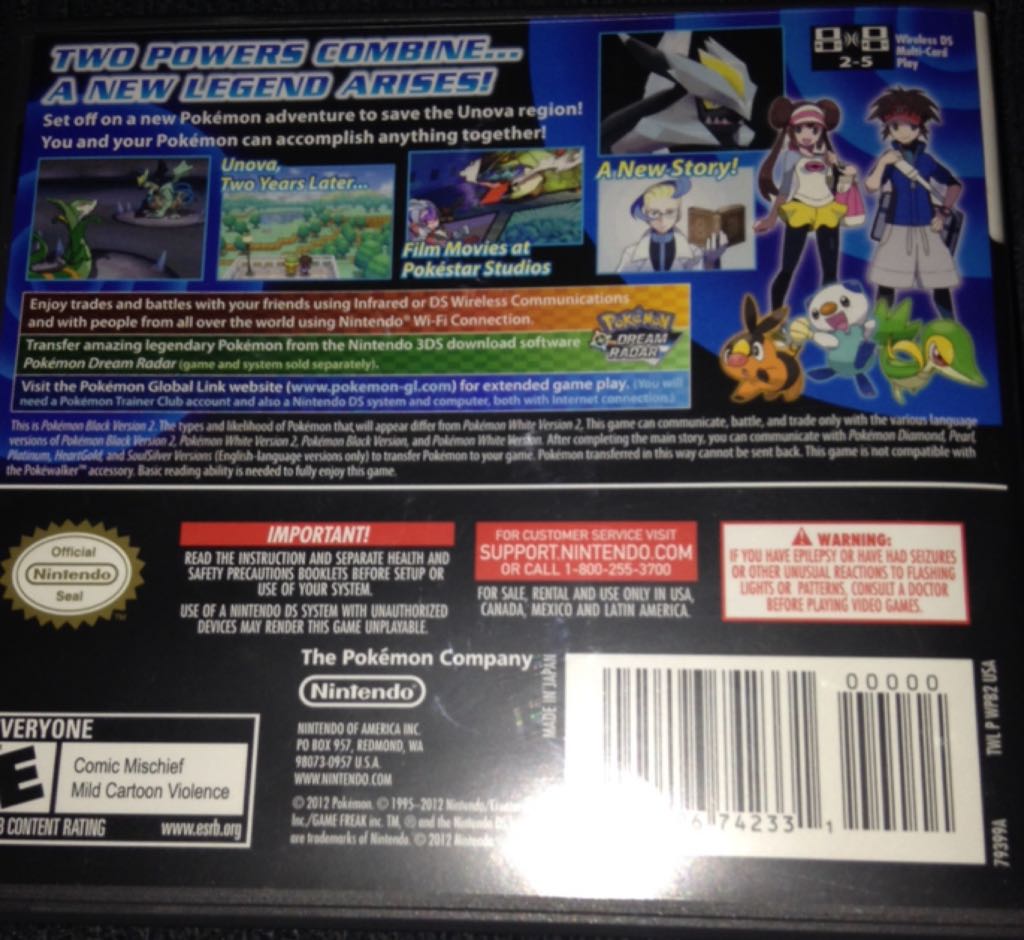 TWO POWERS COMBINE...
A NEW LEGEND ARISES!
Set off on a new Pokémon adventure to save the Unova region!
You and your Pokémon can accomplish anything together!
Wireless DS
Multi-Card
Play
2-5
Unova,
Two Years Later...
Film Movies at
Pokéstar Studios
A New Story!
Enjoy trades and battles with your friends using Infrared or DS Wireless Communications
and with people from all over the world using Nintendo® Wi-Fi Connection.
Transfer amazing legendary Pokémon from the Nintendo 3DS download software
Pokémon Dream Radar (game and system sold separately).
Pokémon
DREAM
RADAR
Visit the Pokémon Global Link website (www.pokemon-gl.com) for extended game play. (You will
need a Pokémon Trainer Club account and also a Nintendo DS system and computer, both with Internet connection.)
This is Pokémon Black Version 2. The types and likelihood of Pokémon that will appear differ from Pokémon White Version 2. This game can communicate, battle, and trade only with the various language
versions of Pokémon Black Version 2, Pokémon White Version 2, Pokémon Black Version, and Pokémon White Version. After completing the main story, you can communicate with Pokémon Diamond, Pearl,
Platinum, HeartGold, and SoulSilver Versions (English-language versions only) to transfer Pokémon to your game. Pokémon transferred in this way cannot be sent back. This game is not compatible with
the Pokéwalker™ accessory. Basic reading ability is needed to fully enjoy this game.
Official
Nintendo
Seal
TM
IMPORTANT!
READ THE INSTRUCTION AND SEPARATE HEALTH AND
SAFETY PRECAUTIONS BOOKLETS BEFORE SETUP OR
USE OF YOUR SYSTEM.
USE OF A NINTENDO DS SYSTEM WITH UNAUTHORIZED
DEVICES MAY RENDER THIS GAME UNPLAYABLE.
FOR CUSTOMER SERVICE VISIT
SUPPORT.NINTENDO.COM
OR CALL 1-800-255-3700
FOR SALE, RENTAL AND USE ONLY IN USA,
CANADA, MEXICO AND LATIN AMERICA.
WARNING:
IF YOU HAVE EPILEPSY OR HAVE HAD SEIZURES
OR OTHER UNUSUAL REACTIONS TO FLASHING
LIGHTS OR PATTERNS, CONSULT A DOCTOR
BEFORE PLAYING VIDEO GAMES.
The Pokémon Company
Nintendo®
NINTENDO OF AMERICA INC.
PO BOX 957, REDMOND, WA
98073-0957 U.S.A.
WWW.NINTENDO.COM
© 2012 Pokémon. © 1995–2012 Nintendo/
Inc./GAME FREAK inc. TM, ® and the Nintendo
are trademarks of Nintendo. © 2012
MADE IN JAPAN
00000
6 74233 1
TWL P WPB2 USA
79399A
VERYONE
E
Comic Mischief
Mild Cartoon Violence
B CONTENT RATING
www.esrb.org